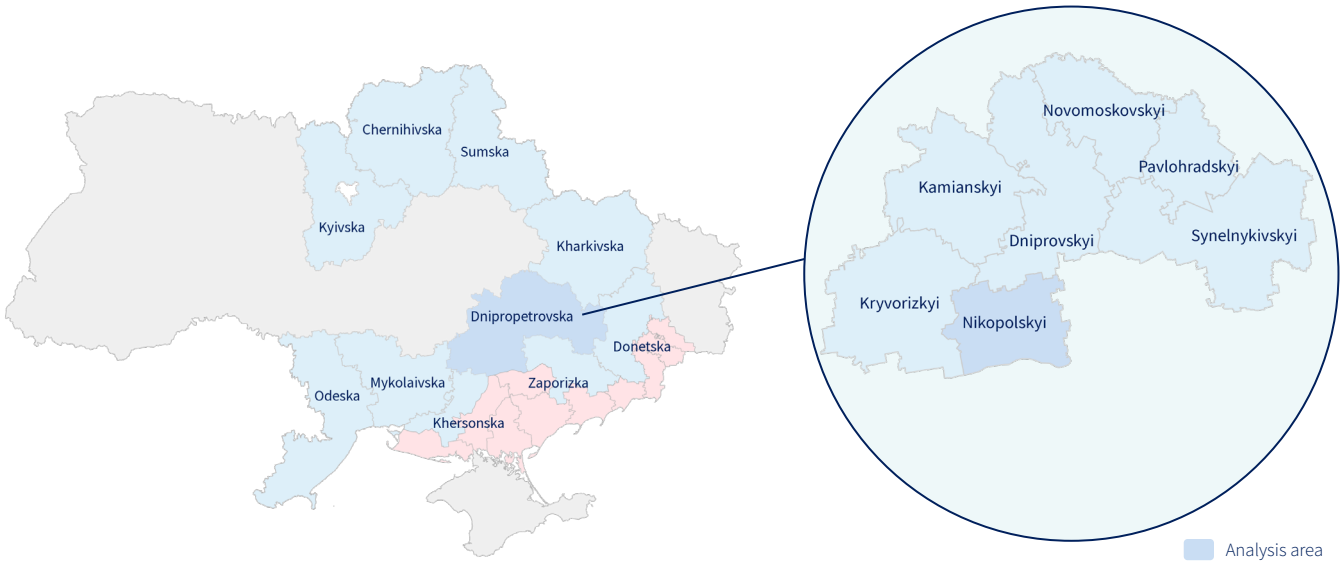 Chernihivska
Sumska
Kyivska
Kharkivska
Dnipropetrovska
Donetska
Mykolaivska
Zaporizka
Odeska
Khersonska
Novomoskovskyi
Pavlohradskyi
Kamianskyi
Synelnykivskyi
Dniprovskyi
Kryvorizkyi
Nikopolskyi
Analysis area